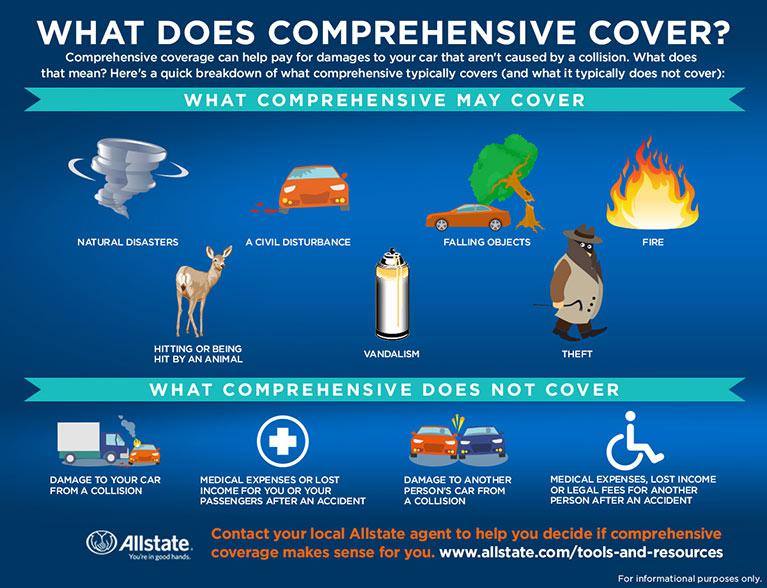 WHAT DOES COMPREHENSIVE COVER?
Comprehensive coverage can help pay for damages to your car that aren't caused by a collision. What does
that mean? Here's a quick breakdown of what comprehensive typically covers (and what it typically does not cover):
WHAT COMPREHENSIVE MAY COVER
NATURAL DISASTERS
A CIVIL DISTURBANCE
FALLING OBJECTS
FIRE
HITTING OR BEING
HIT BY AN ANIMAL
VANDALISM
THEFT
WHAT COMPREHENSIVE DOES NOT COVER
DAMAGE TO YOUR CAR
FROM A COLLISION
MEDICAL EXPENSES OR LOST
INCOME FOR YOU OR YOUR
PASSENGERS AFTER AN ACCIDENT
DAMAGE TO ANOTHER
PERSON'S CAR FROM
A COLLISION
MEDICAL EXPENSES, LOST INCOME
OR LEGAL FEES FOR ANOTHER
PERSON AFTER AN ACCIDENT
Allstate.
You're in good hands.
Contact your local Allstate agent to help you decide if comprehensive
coverage makes sense for you. www.allstate.com/tools-and-resources
For informational purposes only.